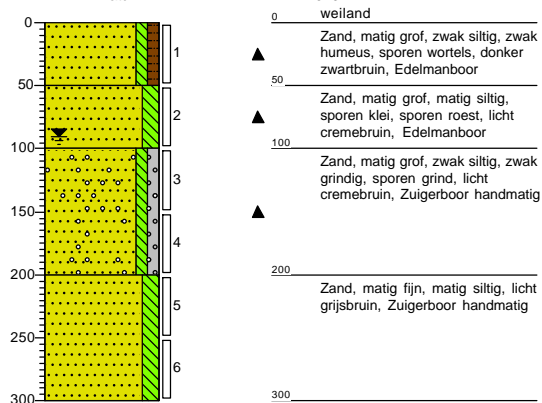 0
50
100
150
200
250
300
1
2
3
4
5
6
0
weiland
Zand, matig grof, zwak siltig, zwak
humeus, sporen wortels, donker
zwartbruin, Edelmanboor
50
Zand, matig grof, matig siltig,
sporen klei, sporen roest, licht
cremebruin, Edelmanboor
100
Zand, matig grof, zwak siltig, zwak
grindig, sporen grind, licht
cremebruin, Zuigerboor handmatig
200
Zand, matig fijn, matig siltig, licht
grijsbruin, Zuigerboor handmatig
300